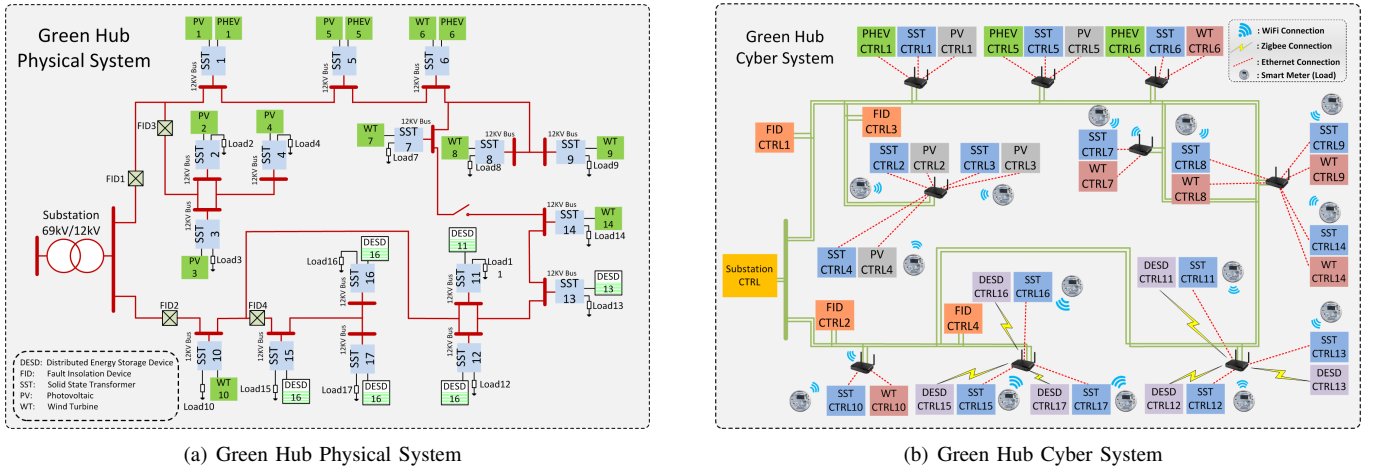 Green Hub
Physical System
PV
1
PHEV
1
SST
1
12KV Bus
PV
5
PHEV
5
SST
5
12KV Bus
WT
6
PHEV
6
SST
6
12KV Bus
FID3
PV
2
Load2
SST
2
12KV Bus
PV
4
Load4
SST
4
12KV Bus
WT
7
SST
7
Load7
12KV Bus
WT
8
SST
8
Load8
12KV Bus
12KV Bus
SST
9
WT
9
Load9
FID1
Substation
69kV/12kV
12KV Bus
SST
3
Load3
PV
3
12KV Bus
SST
14
WT
14
Load14
Load16
DESD
16
SST
16
12KV Bus
DESD
11
Load1
1
SST
11
12KV Bus
12KV Bus
SST
13
DESD
13
Load13
FID2
FID4
12KV Bus
SST
10
Load10
WT
10
12KV Bus
SST
15
Load15
DESD
16
12KV Bus
SST
17
Load17
DESD
16
12KV Bus
SST
12
Load12
DESD
16
DESD: Distributed Energy Storage Device
FID: Fault Insolation Device
SST: Solid State Transformer
PV: Photovoltaic
WT: Wind Turbine
(a) Green Hub Physical System
Green Hub
Cyber System
PHEV
CTRL1
SST
CTRL1
PV
CTRL1
PHEV
CTRL5
SST
CTRL5
PV
CTRL5
PHEV
CTRL6
SST
CTRL6
WT
CTRL6
: WiFi Connection
: Zigbee Connection
: Ethernet Connection
: Smart Meter (Load)
FID
CTRL1
FID
CTRL3
SST
CTRL2
PV
CTRL2
SST
CTRL3
PV
CTRL3
SST
CTRL7
WT
CTRL7
SST
CTRL8
WT
CTRL8
SST
CTRL9
WT
CTRL9
SST
CTRL4
PV
CTRL4
SST
CTRL14
WT
CTRL14
Substation
CTRL
FID
CTRL2
FID
CTRL4
DESD
CTRL16
SST
CTRL16
DESD
CTRL11
SST
CTRL11
SST
CTRL13
DESD
CTRL13
SST
CTRL10
WT
CTRL10
DESD
CTRL15
SST
CTRL15
DESD
CTRL17
SST
CTRL17
DESD
CTRL12
SST
CTRL12
(b) Green Hub Cyber System